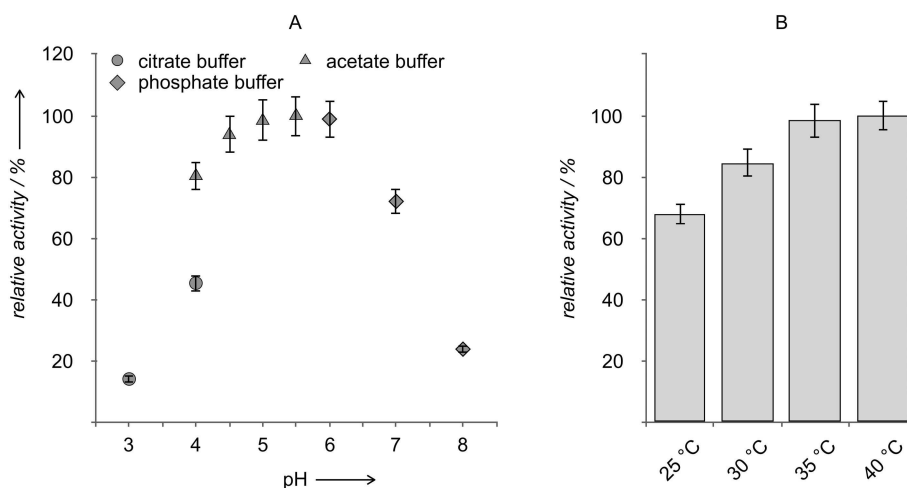 A
relative activity / %
120
100
80
60
40
20
citrate buffer
acetate buffer
phosphate buffer
3 4 5 6 7 8
pH
B
relative activity / %
120
100
80
60
40
20
25 °C 30 °C 35 °C 40 °C